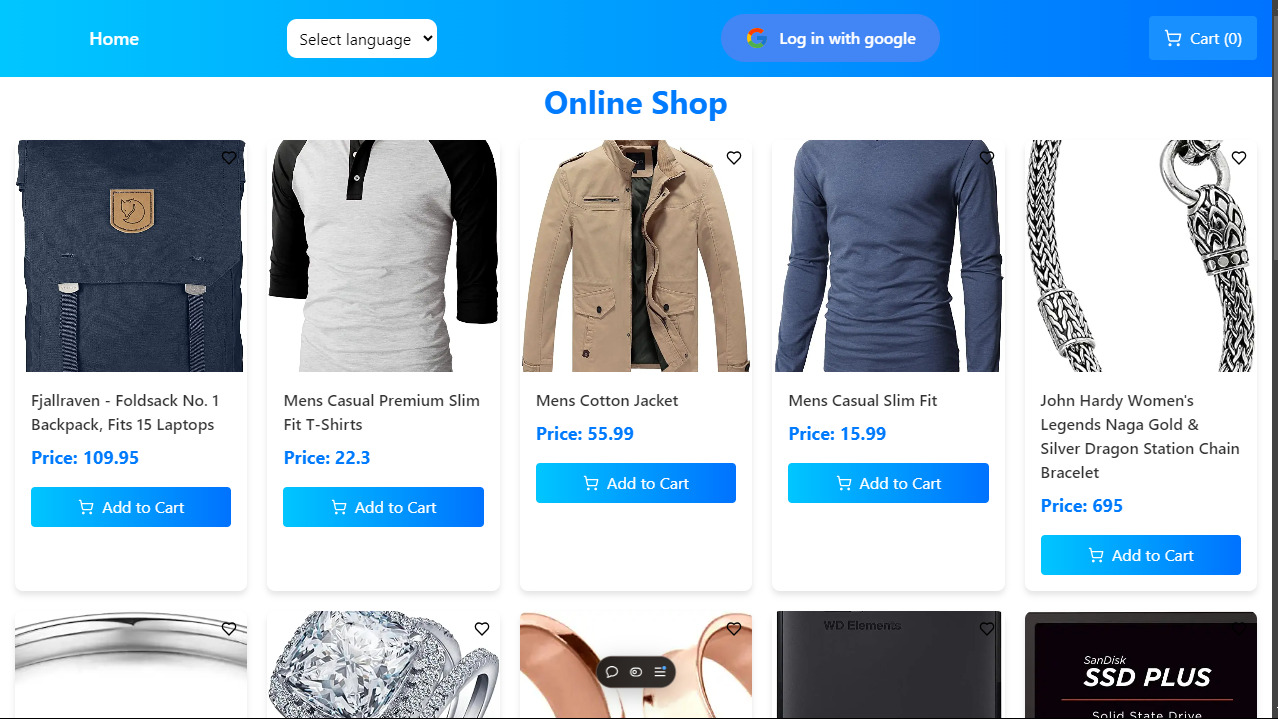 Home
Select language
Log in with google
Cart (0)
Online Shop
Fjallraven - Foldsack No. 1
Backpack, Fits 15 Laptops
Price: 109.95
Add to Cart
Mens Casual Premium Slim
Fit T-Shirts
Price: 22.3
Add to Cart
Mens Cotton Jacket
Price: 55.99
Add to Cart
Mens Casual Slim Fit
Price: 15.99
Add to Cart
John Hardy Women's
Legends Naga Gold &
Silver Dragon Station Chain
Bracelet
Price: 695
Add to Cart
WD Elements
SanDisk
SSD PLUS
Solid State Drive